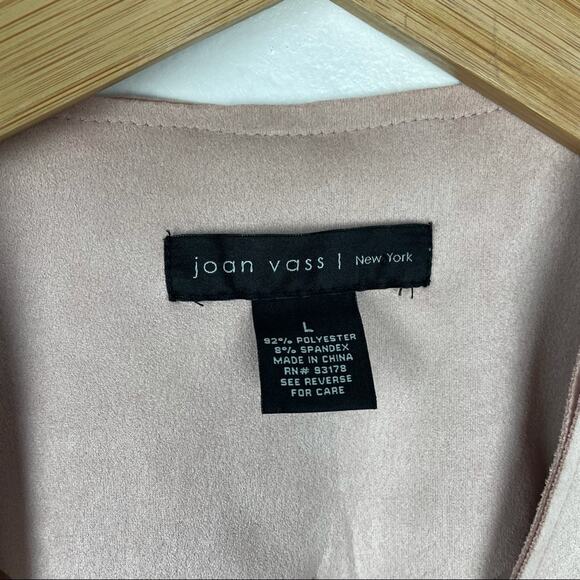 joan vass | New York
L
92% POLYESTER
8% SPANDEX
MADE IN CHINA
RN# 93178
SEE REVERSE
FOR CARE